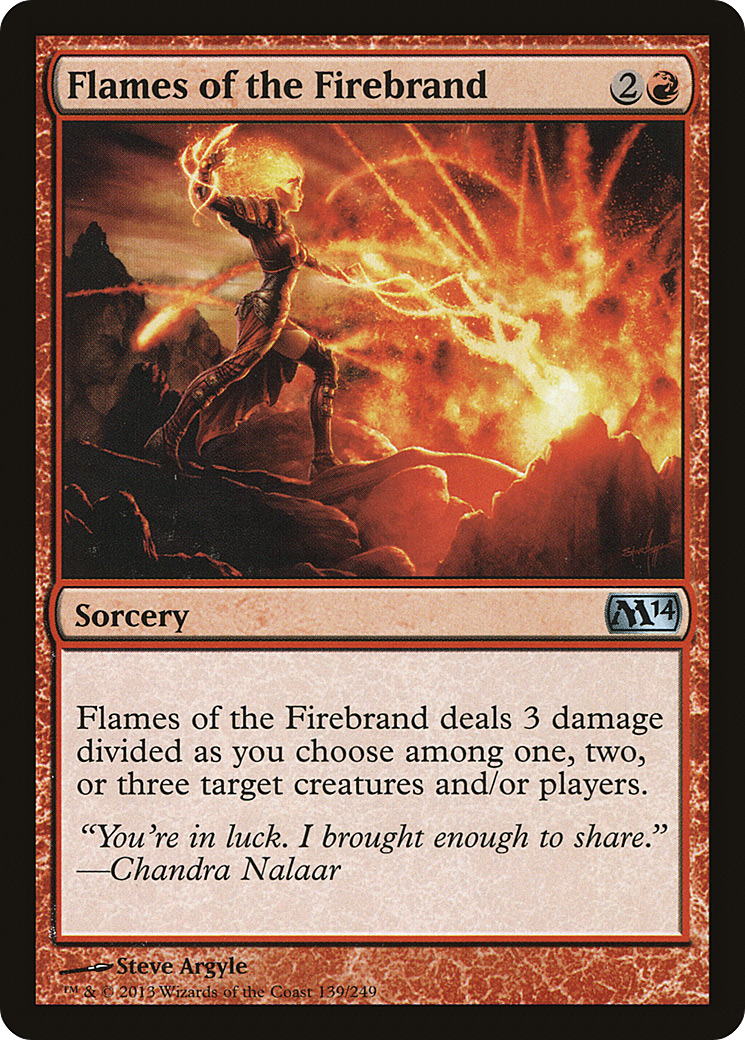 Flames of the Firebrand 2
Sorcery M14
Flames of the Firebrand deals 3 damage
divided as you choose among one, two,
or three target creatures and/or players.
“You’re in luck. I brought enough to share.”
—Chandra Nalaar
Steve Argyle
™ & © 2013 Wizards of the Coast 139/249